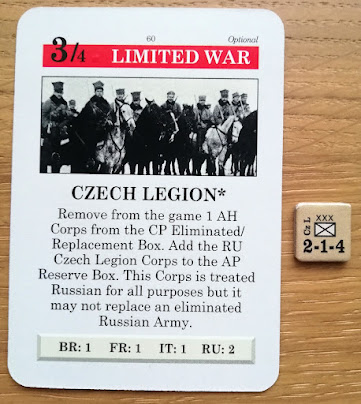 60
Optional
3/4 LIMITED WAR
CZECH LEGION*
Remove from the game 1 AH
Corps from the CP Eliminated/
Replacement Box. Add the RU
Czech Legion Corps to the AP
Reserve Box. This Corps is treated
Russian for all purposes but it
may not replace an eliminated
Russian Army.
BR: 1 FR: 1 IT: 1 RU: 2
Cz L
XXX
2-1-4